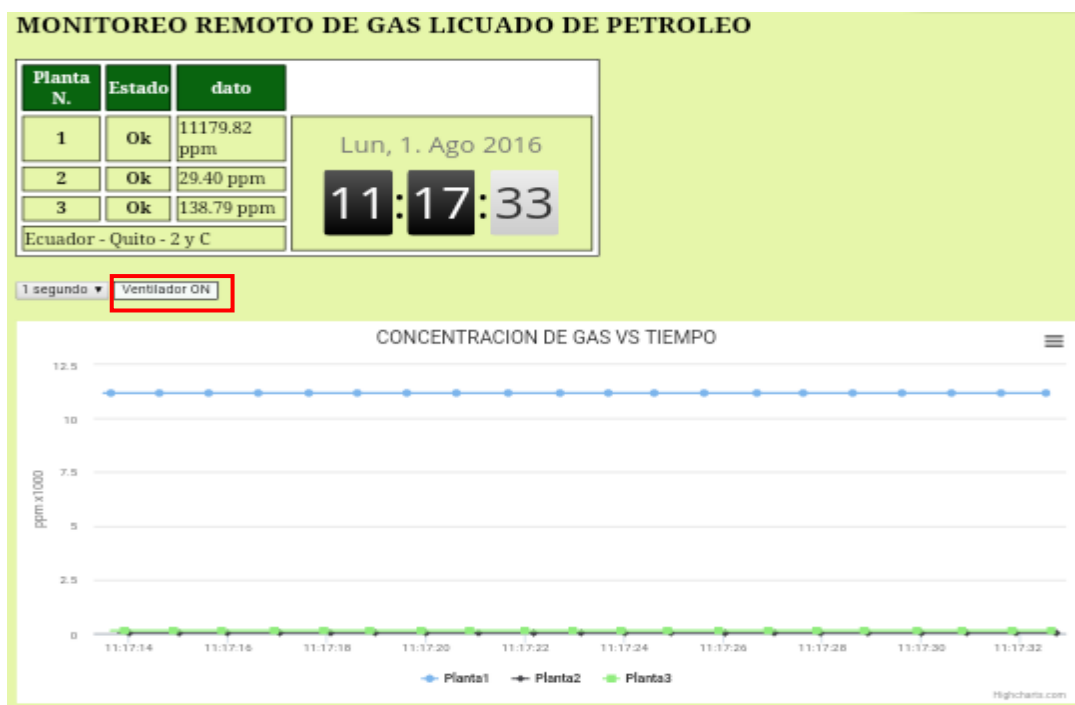 MONITOREO REMOTO DE GAS LICUADO DE PETROLEO
Planta N. Estado dato
1 Ok 11179.82 ppm
2 Ok 29.40 ppm
3 Ok 138.79 ppm
Ecuador - Quito - 2 y C
Lun, 1. Ago 2016
11:17:33
1 segundo Ventilador ON
CONCENTRACION DE GAS VS TIEMPO
ppm x1000
12.5
10
7.5
5
2.5
0
11:17:14 11:17:16 11:17:18 11:17:20 11:17:22 11:17:24 11:17:26 11:17:28 11:17:30 11:17:32
Planta1 Planta2 Planta3
Highcharts.com